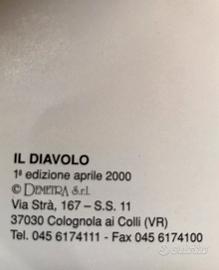 IL DIAVOLO
1ª edizione aprile 2000
© DEMETRA S.r.l.
Via Strà, 167 – S.S. 11
37030 Colognola ai Colli (VR)
Tel. 045 6174111 - Fax 045 6174100
subito